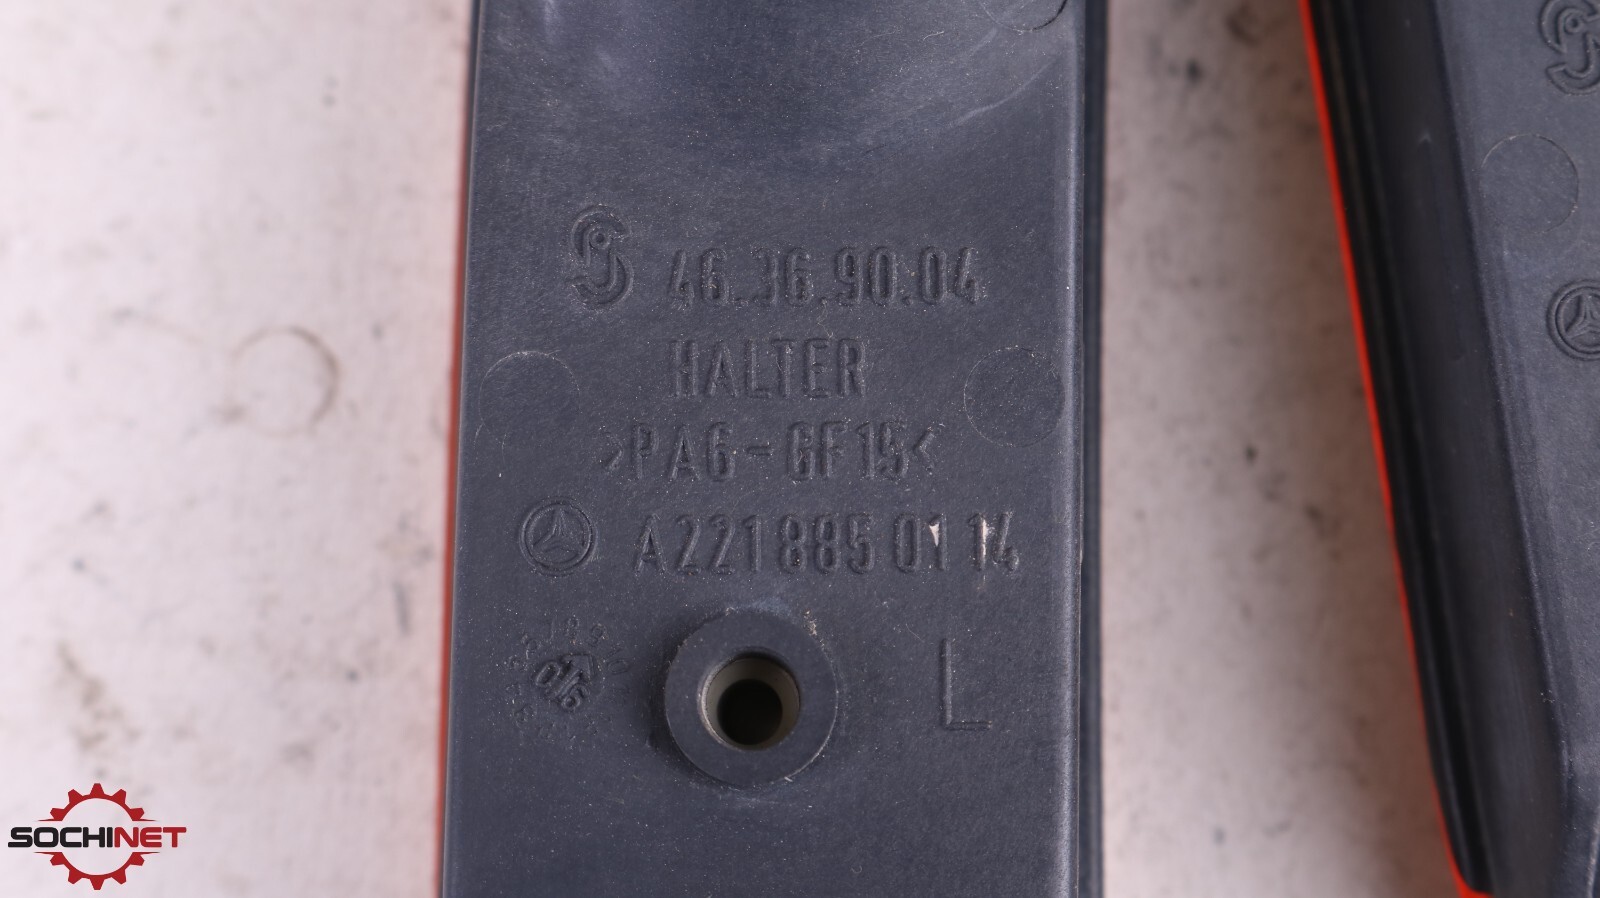 46.36.90.04
HALTER
>PA6-GF15<
A221 885 01 14
L
SOCHINET